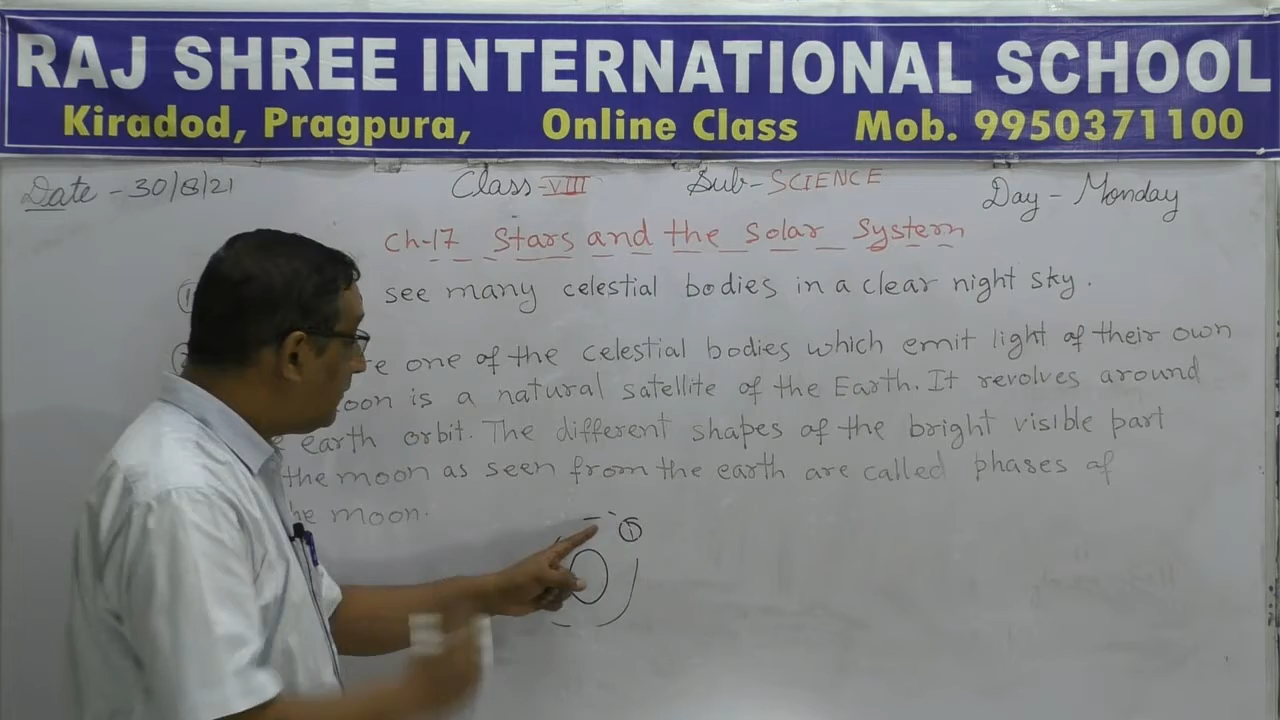 RAJ SHREE INTERNATIONAL SCHOOL
Kiradod, Pragpura, Online Class Mob. 9950371100
Date - 30/8/21 Class-VIII Sub-SCIENCE Day - Monday
Ch-17 Stars and the Solar System
① see many celestial bodies in a clear night sky.
one of the celestial bodies which emit light of their own
is a natural satellite of the Earth. It revolves around
earth orbit. The different shapes of the bright visible part
the moon as seen from the earth are called phases of
moon.
①